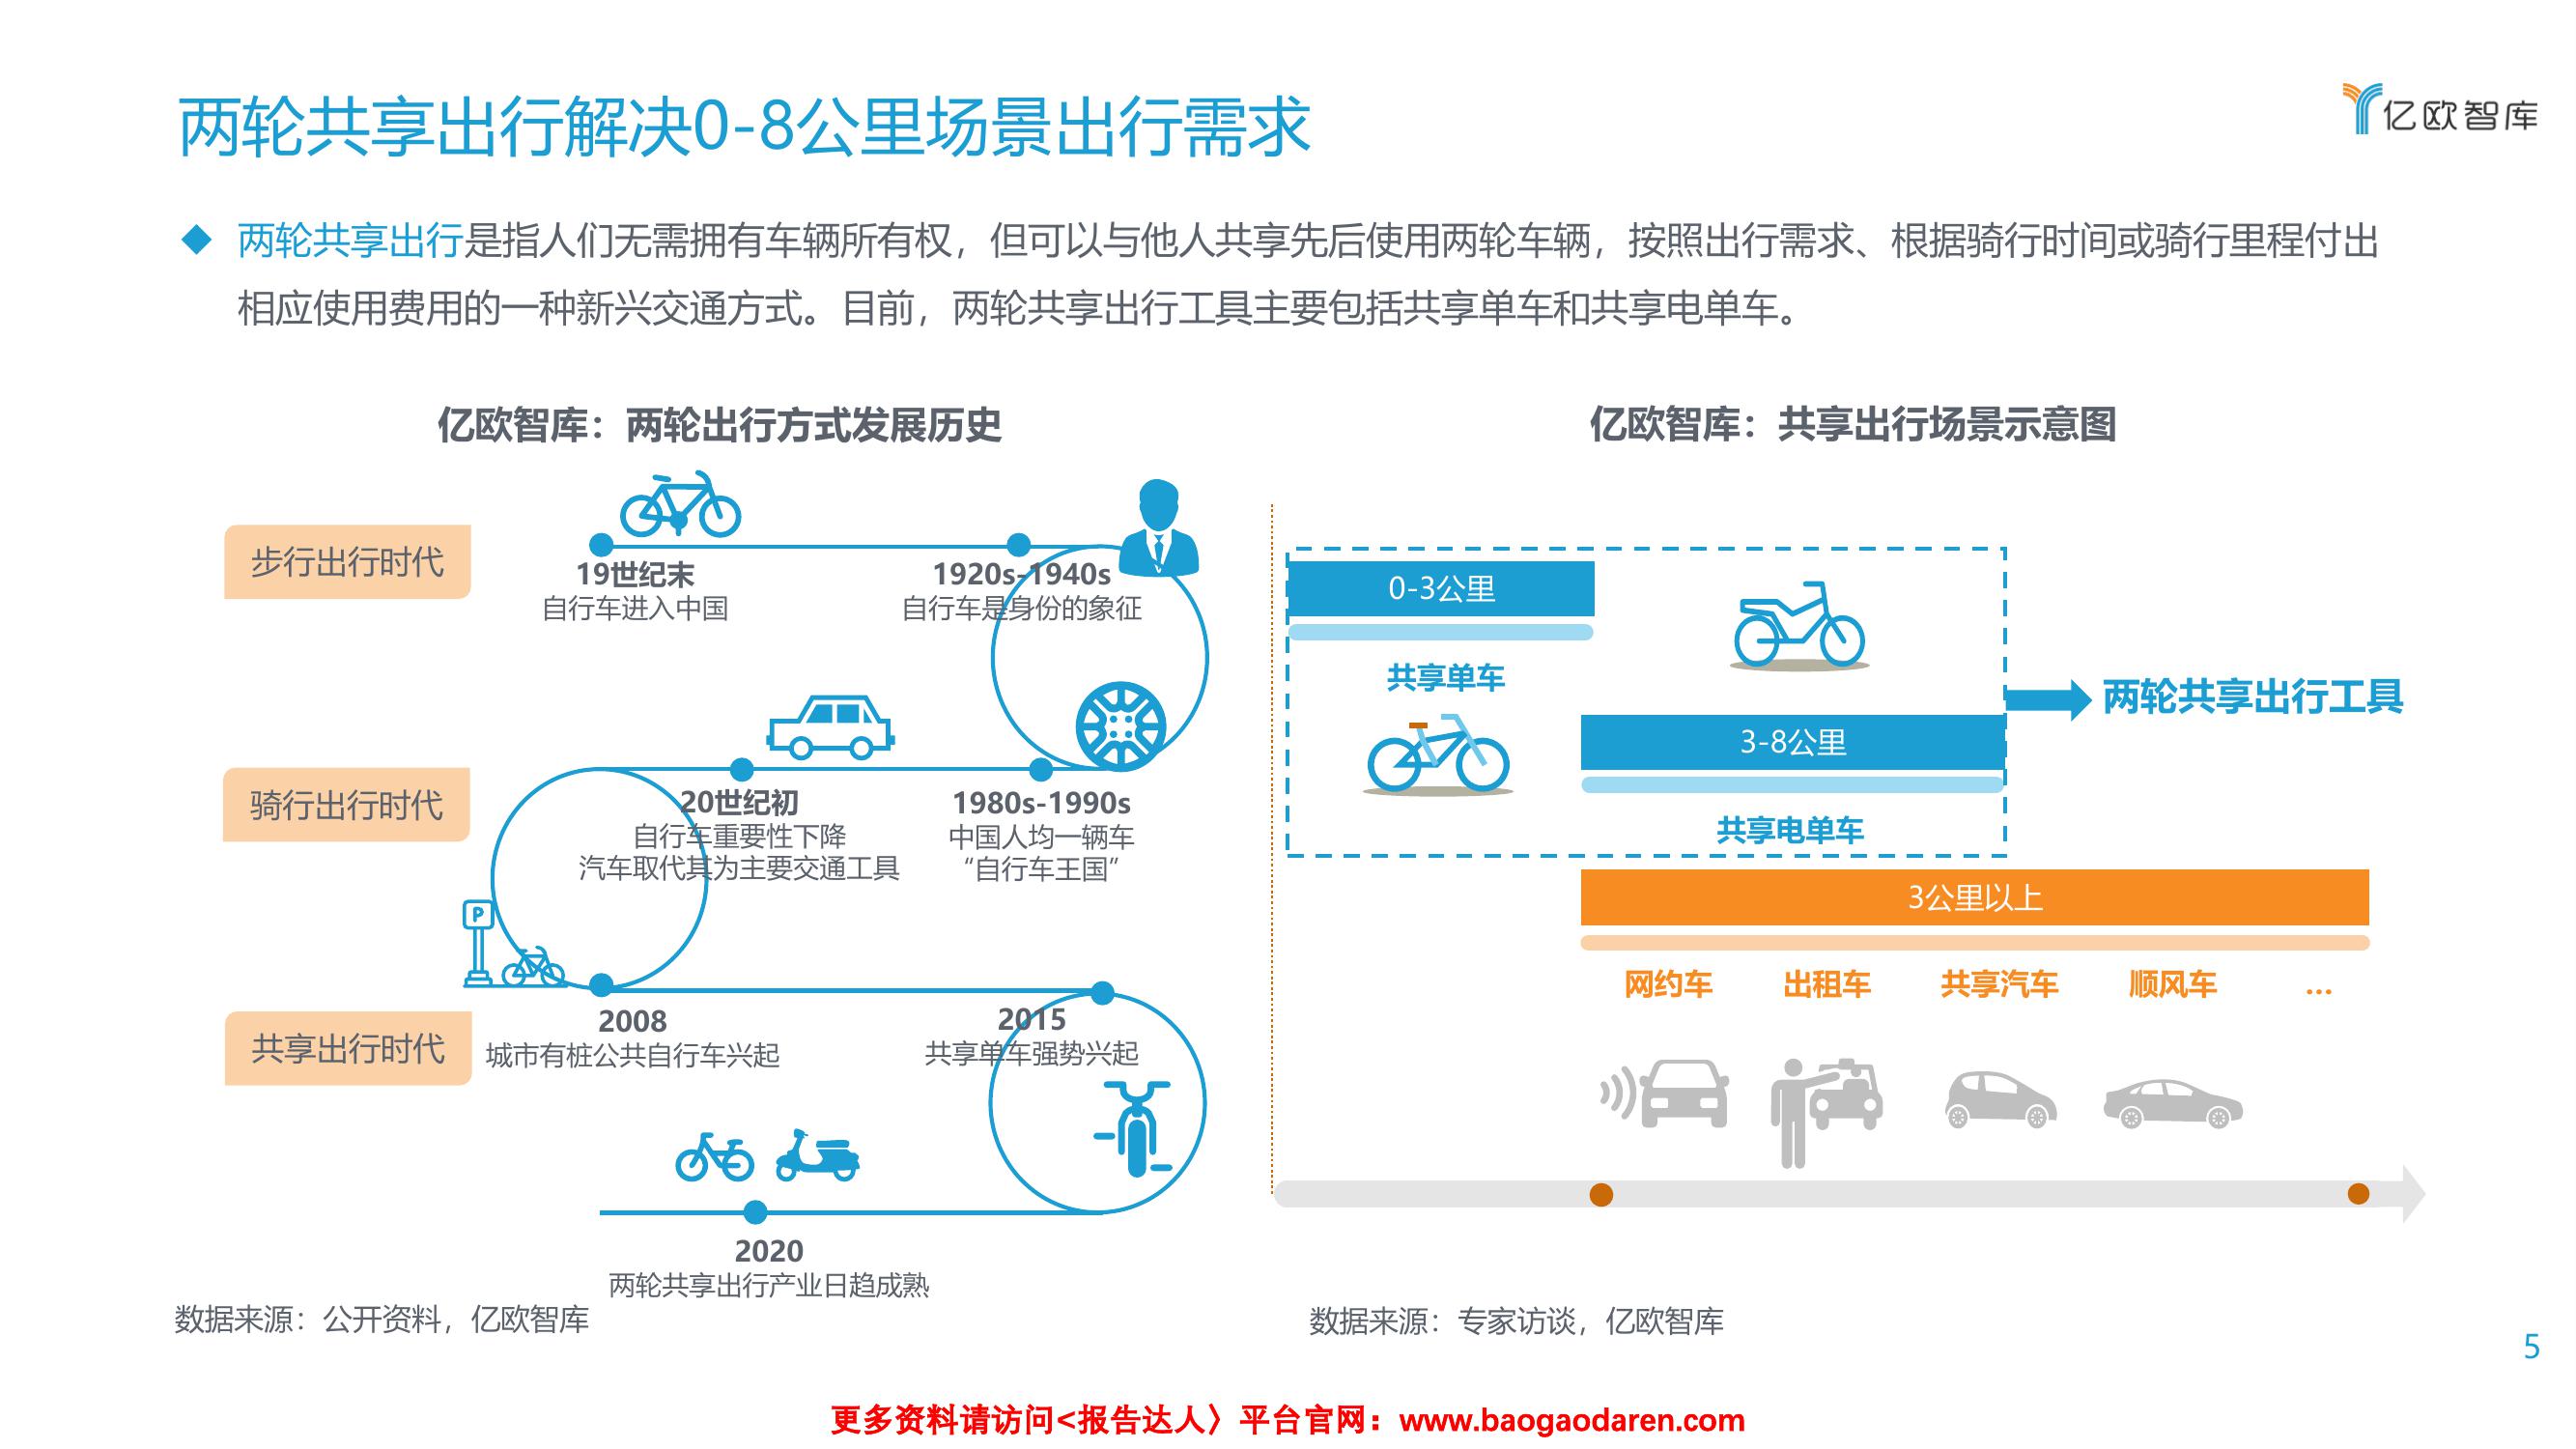 两轮共享出行解决0-8公里场景出行需求
亿欧智库
两轮共享出行是指人们无需拥有车辆所有权，但可以与他人共享先后使用两轮车辆，按照出行需求、根据骑行时间或骑行里程付出
相应使用费用的一种新兴交通方式。目前，两轮共享出行工具主要包括共享单车和共享电单车。
亿欧智库：两轮出行方式发展历史
步行出行时代
19世纪末
自行车进入中国
1920s-1940s
自行车是身份的象征
骑行出行时代
20世纪初
自行车重要性下降
汽车取代其为主要交通工具
1980s-1990s
中国人均一辆车
“自行车王国”
P
共享出行时代
2008
城市有桩公共自行车兴起
2015
共享单车强势兴起
2020
两轮共享出行产业日趋成熟
数据来源：公开资料，亿欧智库
亿欧智库：共享出行场景示意图
0-3公里
共享单车
3-8公里
共享电单车
两轮共享出行工具
3公里以上
网约车
出租车
共享汽车
顺风车
...
数据来源：专家访谈，亿欧智库
5
更多资料请访问<报告达人〉平台官网：www.baogaodaren.com